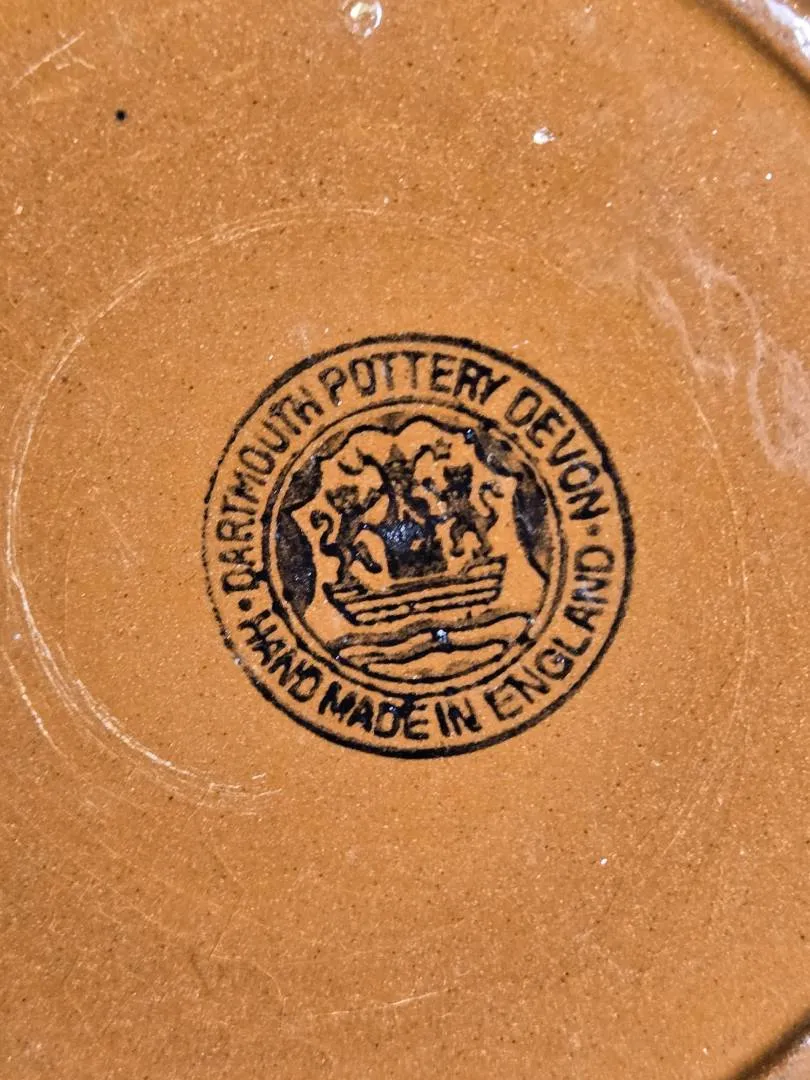 DARTMOUTH POTTERY DEVON
HAND MADE IN ENGLAND